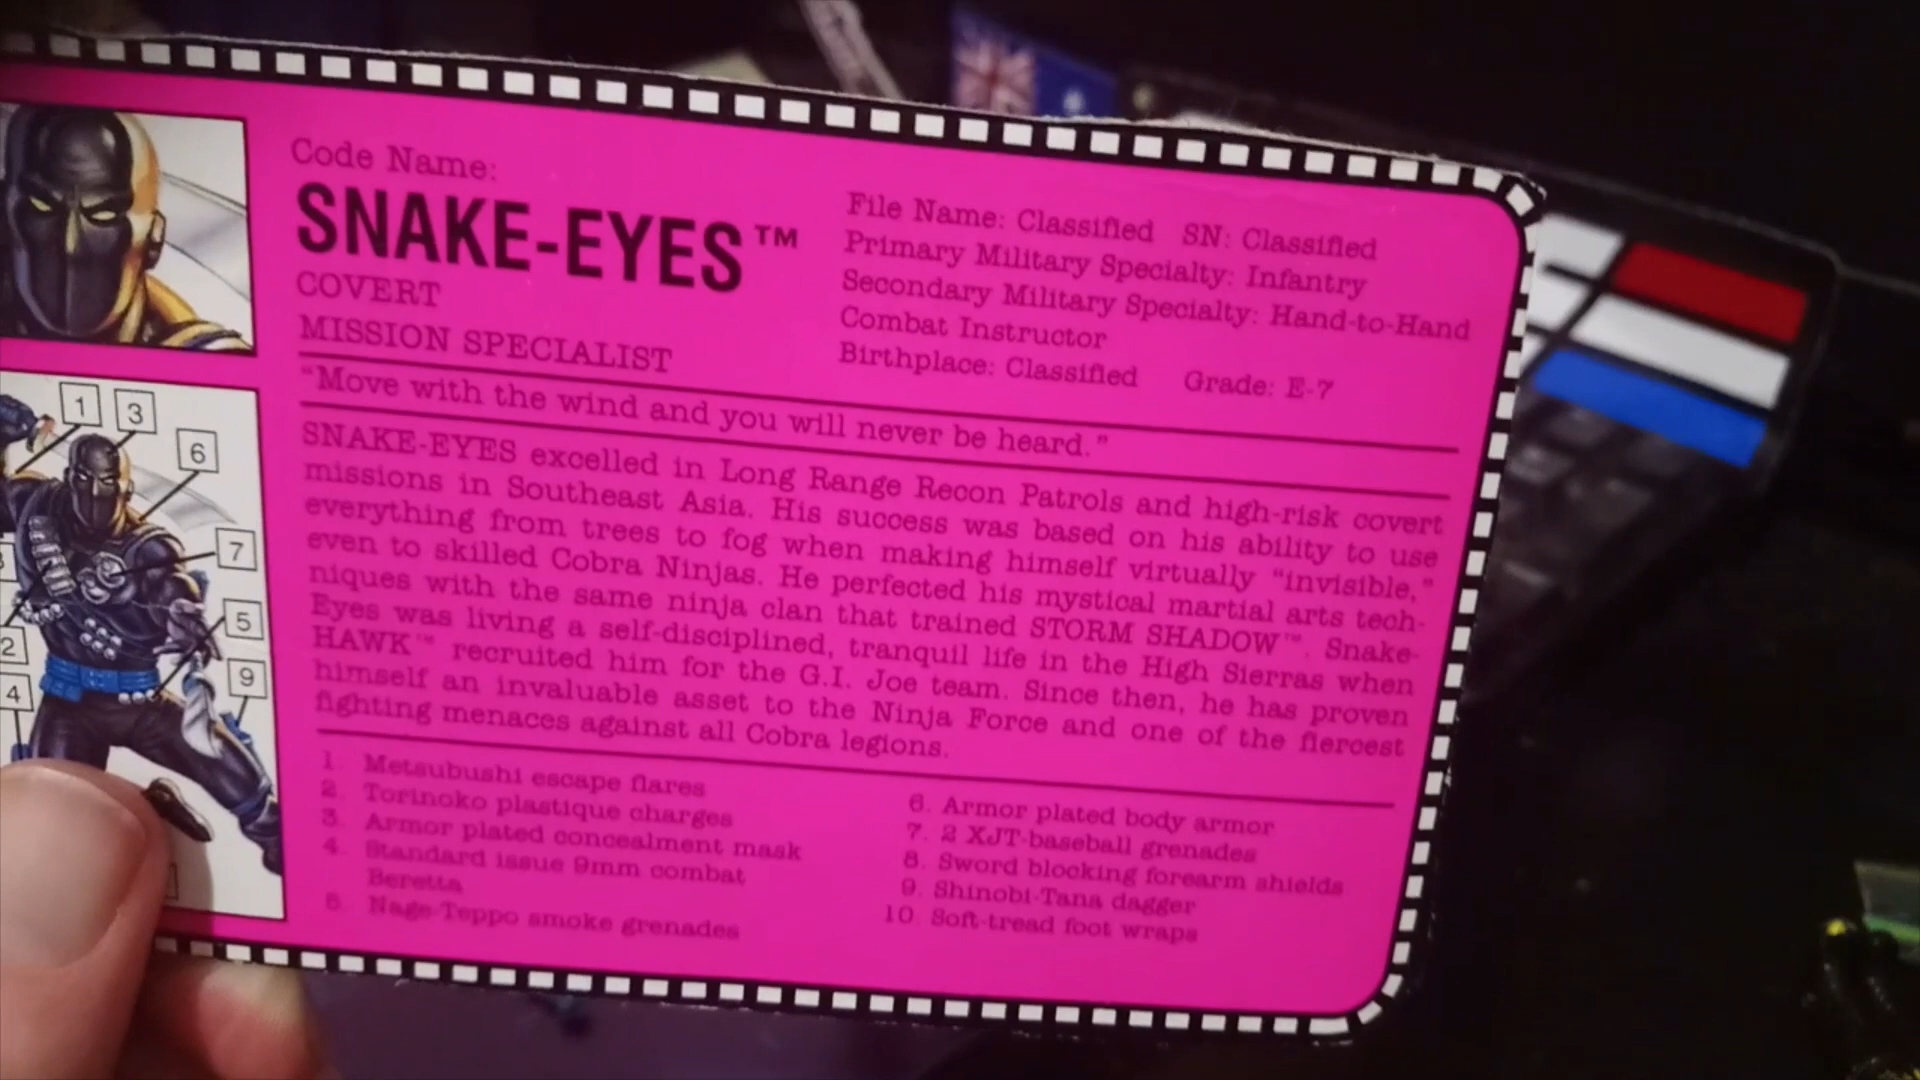 Code Name:
SNAKE-EYES™
COVERT
MISSION SPECIALIST
File Name: Classified SN: Classified
Primary Military Specialty: Infantry
Secondary Military Specialty: Hand-to-Hand
Combat Instructor
Birthplace: Classified Grade: E-7
"Move with the wind and you will never be heard."
SNAKE-EYES excelled in Long Range Recon Patrols and high-risk covert
missions in Southeast Asia. His success was based on his ability to use
everything from trees to fog when making himself virtually "invisible,"
even to skilled Cobra Ninjas. He perfected his mystical martial arts tech-
niques with the same ninja clan that trained STORM SHADOW™. Snake-
Eyes was living a self-disciplined, tranquil life in the High Sierras when
HAWK™ recruited him for the G.I. Joe team. Since then, he has proven
himself an invaluable asset to the Ninja Force and one of the fiercest
fighting menaces against all Cobra legions.
1. Metsubushi escape flares
2. Torinoko plastique charges
3. Armor plated concealment mask
4. Standard issue 9mm combat
Beretta
5. Nage-Teppo smoke grenades
6. Armor plated body armor
7. 2 XJT-baseball grenades
8. Sword blocking forearm shields
9. Shinobi-Tana dagger
10. Soft-tread foot wraps
1
3
6
7
5
2
9
4